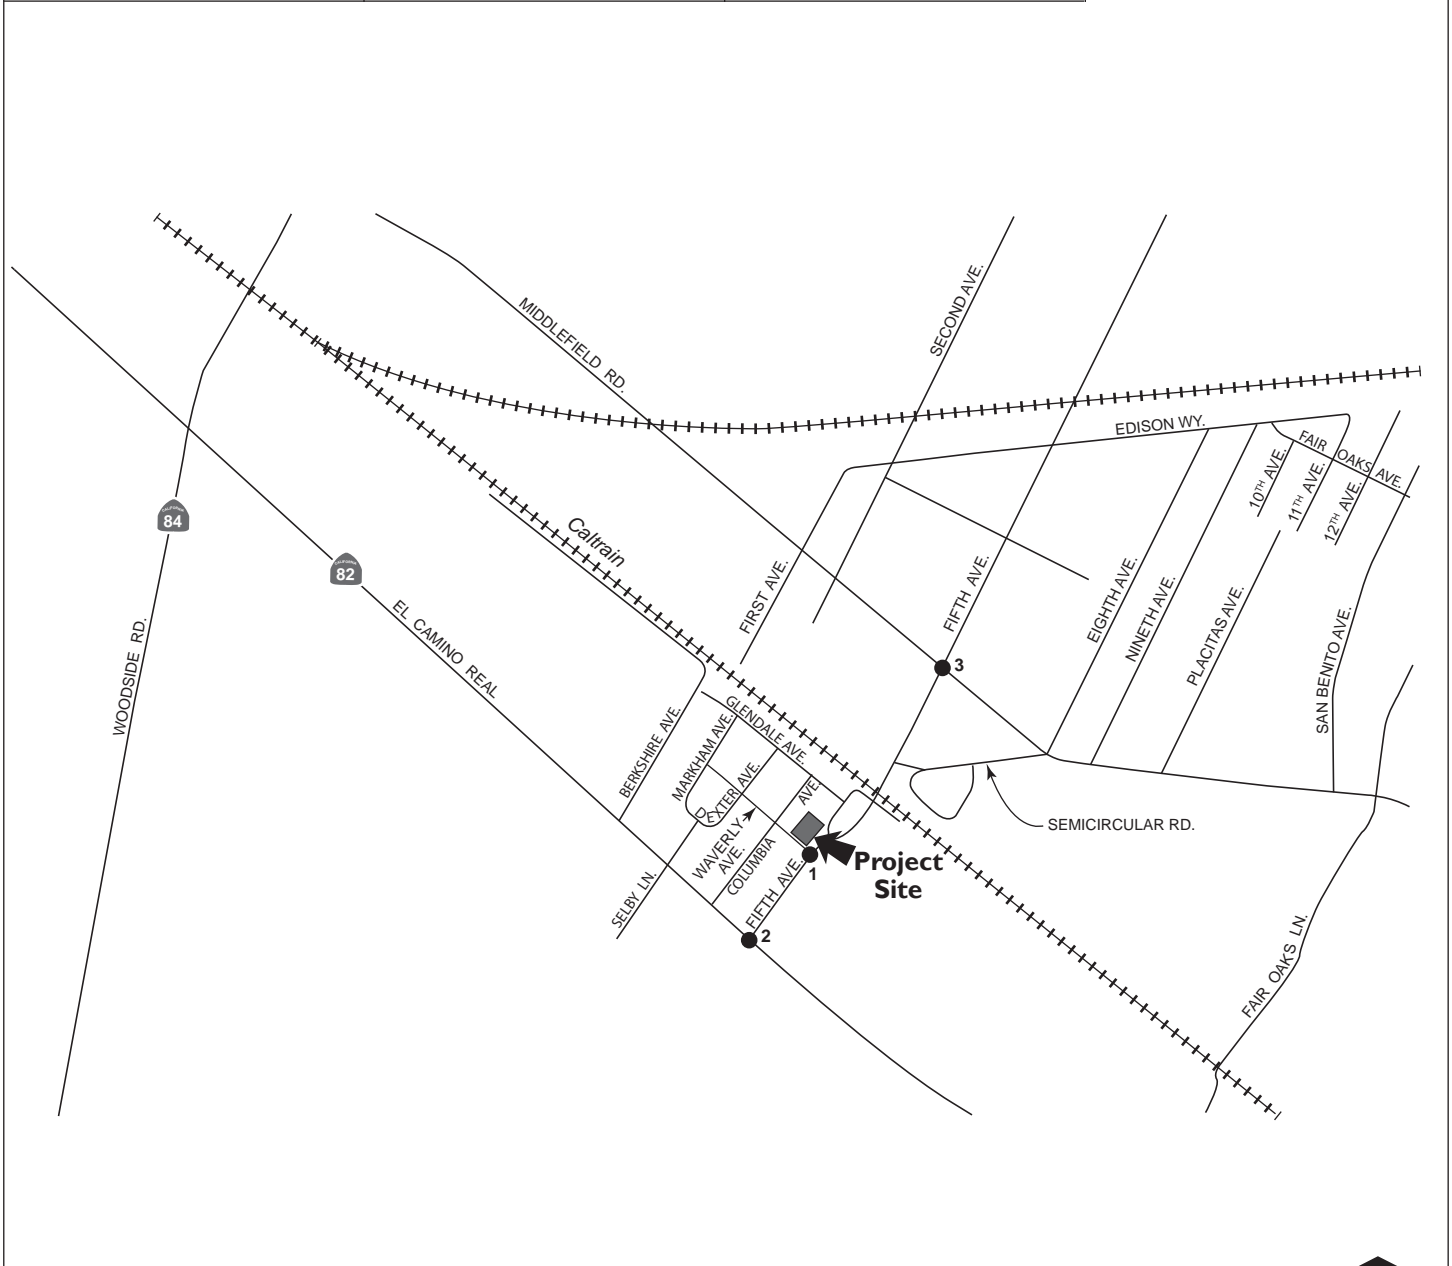 SECOND AVE.
MIDDLEFIELD RD.
EDISON WY.
FAIR OAKS AVE.
10TH AVE.
11TH AVE.
12TH AVE.
CALIFORNIA
84
Caltrain
CALIFORNIA
82
FIRST AVE.
FIFTH AVE.
EIGHTH AVE.
NINETH AVE.
PLACITAS AVE.
SAN BENITO AVE.
WOODSIDE RD.
EL CAMINO REAL
3
GLENDALE AVE.
BERKSHIRE AVE.
MARKHAM AVE.
DEXTER AVE.
WAVERLY
AVE.
COLUMBIA AVE.
SEMICIRCULAR RD.
Project
Site
1
FIFTH AVE.
SELBY LN.
2
FAIR OAKS LN.